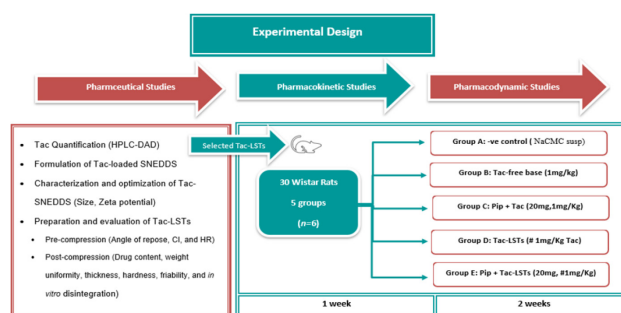 Experimental Design
Pharmceutical Studies
Pharmacokinetic Studies
Pharmacodynamic Studies
• Tac Quantification (HPLC-DAD)
• Formulation of Tac-loaded SNEDDS
• Characterization and optimization of Tac-
SNEDDS (Size, Zeta potential)
• Preparation and evaluation of Tac-LSTs
• Pre-compression (Angle of repose, CI, and HR)
• Post-compression (Drug content, weight
uniformity, thickness, hardness, friability, and in
vitro disintegration)
Selected Tac-LSTs
30 Wistar Rats
5 groups
(n=6)
Group A: -ve control ( NaCMC susp)
Group B: Tac-free base (1mg/kg)
Group C: Pip + Tac (20mg,1mg/Kg)
Group D: Tac-LSTs (# 1mg/Kg Tac)
Group E: Pip + Tac-LSTs (20mg, #1mg/Kg)
1 week
2 weeks